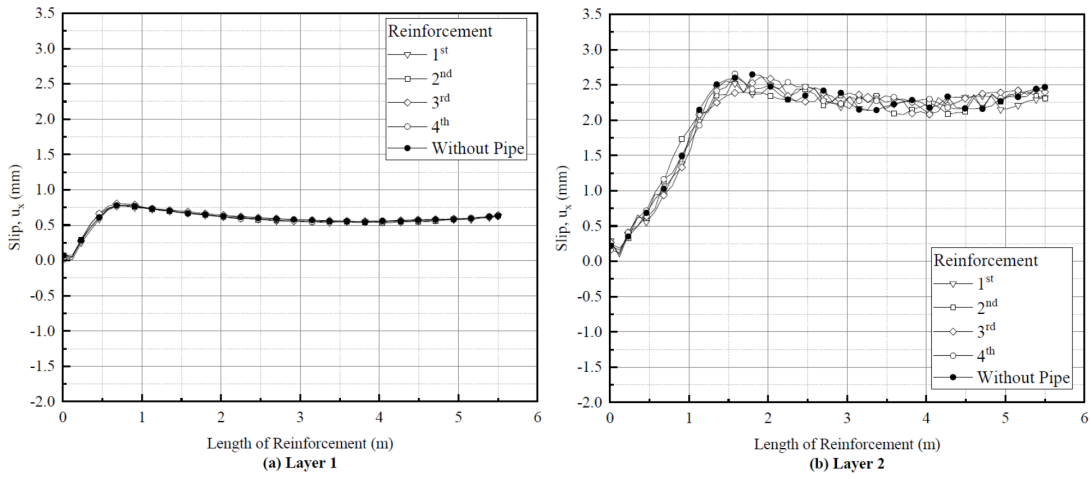 3.5
3.0
2.5
2.0
1.5
1.0
0.5
0.0
-0.5
-1.0
-1.5
-2.0
Slip, uₓ (mm)
Reinforcement
1st
2nd
3rd
4th
Without Pipe
0 1 2 3 4 5 6
Length of Reinforcement (m)
(a) Layer 1
3.5
3.0
2.5
2.0
1.5
1.0
0.5
0.0
-0.5
-1.0
-1.5
-2.0
Slip, uₓ (mm)
Reinforcement
1st
2nd
3rd
4th
Without Pipe
0 1 2 3 4 5 6
Length of Reinforcement (m)
(b) Layer 2